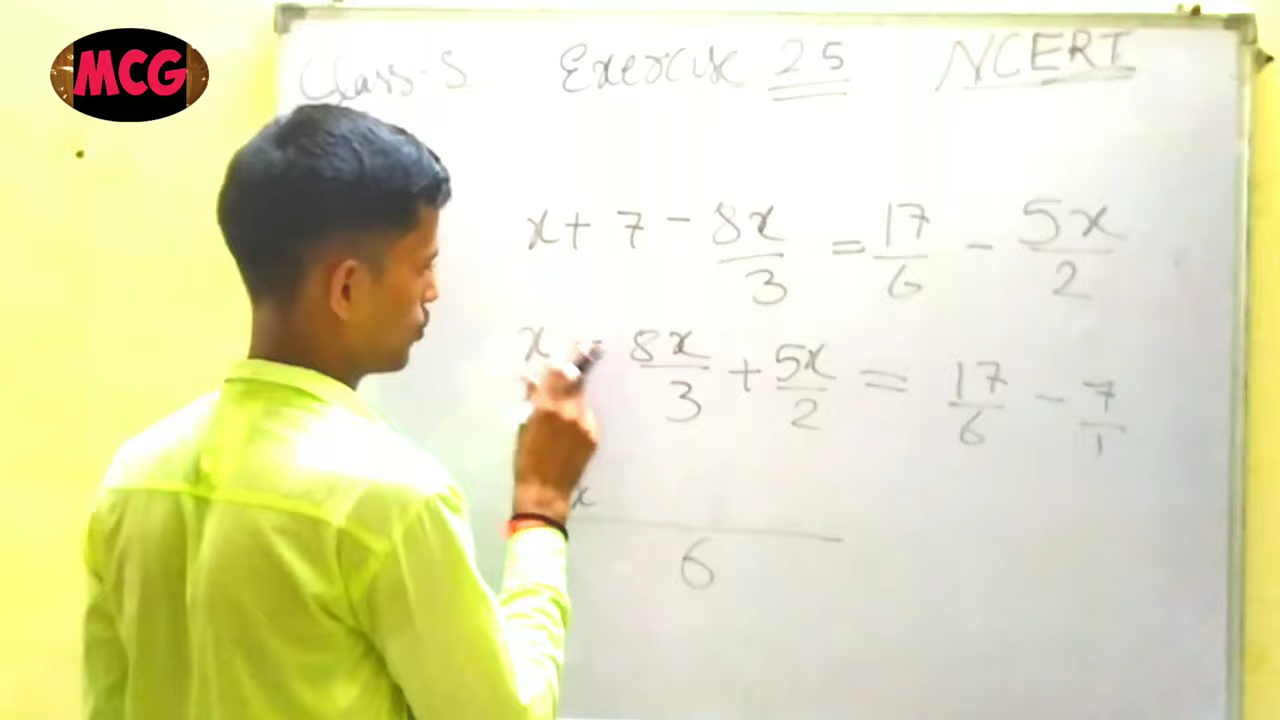 MCG
Class-S Exercise 25 NCERT
x + 7 - 8x/3 = 17/6 - 5x/2
x - 8x/3 + 5x/2 = 17/6 - 7/1
x
6